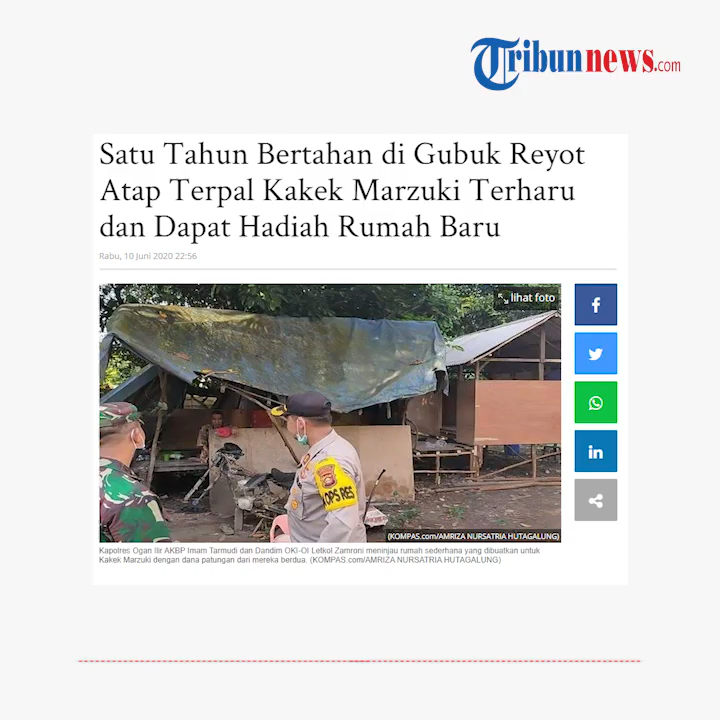 Tribunnews.com
Satu Tahun Bertahan di Gubuk Reyot
Atap Terpal Kakek Marzuki Terharu
dan Dapat Hadiah Rumah Baru
Rabu, 10 Juni 2020 22:56
lihat foto
OPS RES
(KOMPAS.com/AMRIZA NURSATRIA HUTAGALUNG)
Kapolres Ogan Ilir AKBP Imam Tarmudi dan Dandim OKI-OI Letkol Zamroni meninjau rumah sederhana yang dibuatkan untuk
Kakek Marzuki dengan dana patungan dari mereka berdua. (KOMPAS.com/AMRIZA NURSATRIA HUTAGALUNG)